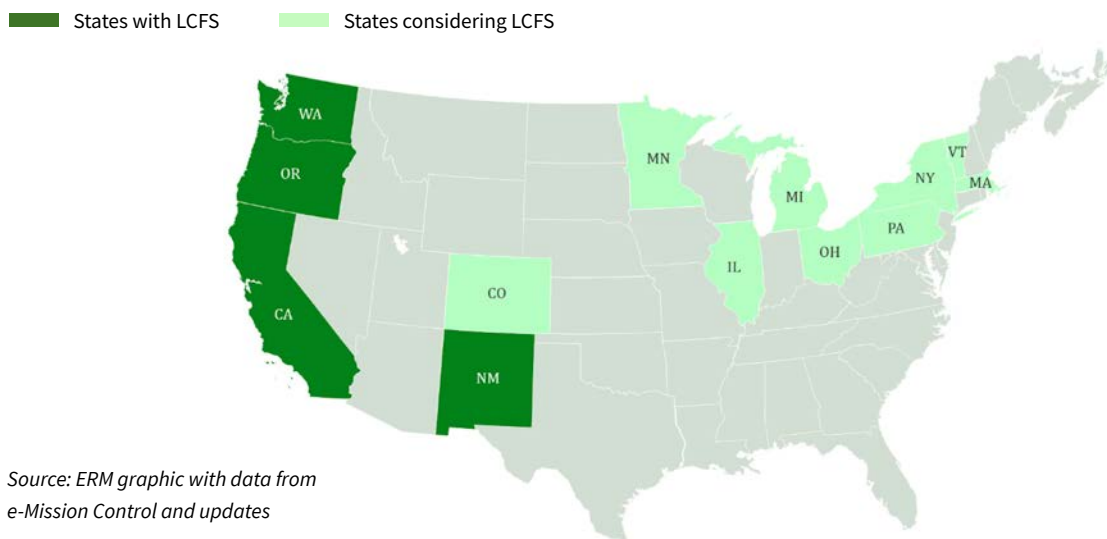 States with LCFS
States considering LCFS
WA
OR
CA
NM
CO
MN
IL
MI
OH
PA
NY
VT
MA
Source: ERM graphic with data from
e-Mission Control and updates